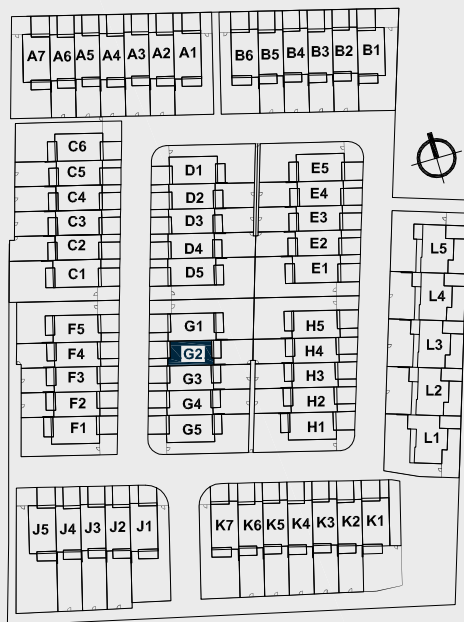 A7 A6 A5 A4 A3 A2 A1
B6 B5 B4 B3 B2 B1
C6
C5
C4
C3
C2
C1
D1
D2
D3
D4
D5
E5
E4
E3
E2
E1
F5
F4
F3
F2
F1
G1
G2
G3
G4
G5
H5
H4
H3
H2
H1
L5
L4
L3
L2
L1
J5 J4 J3 J2 J1
K7 K6 K5 K4 K3 K2 K1